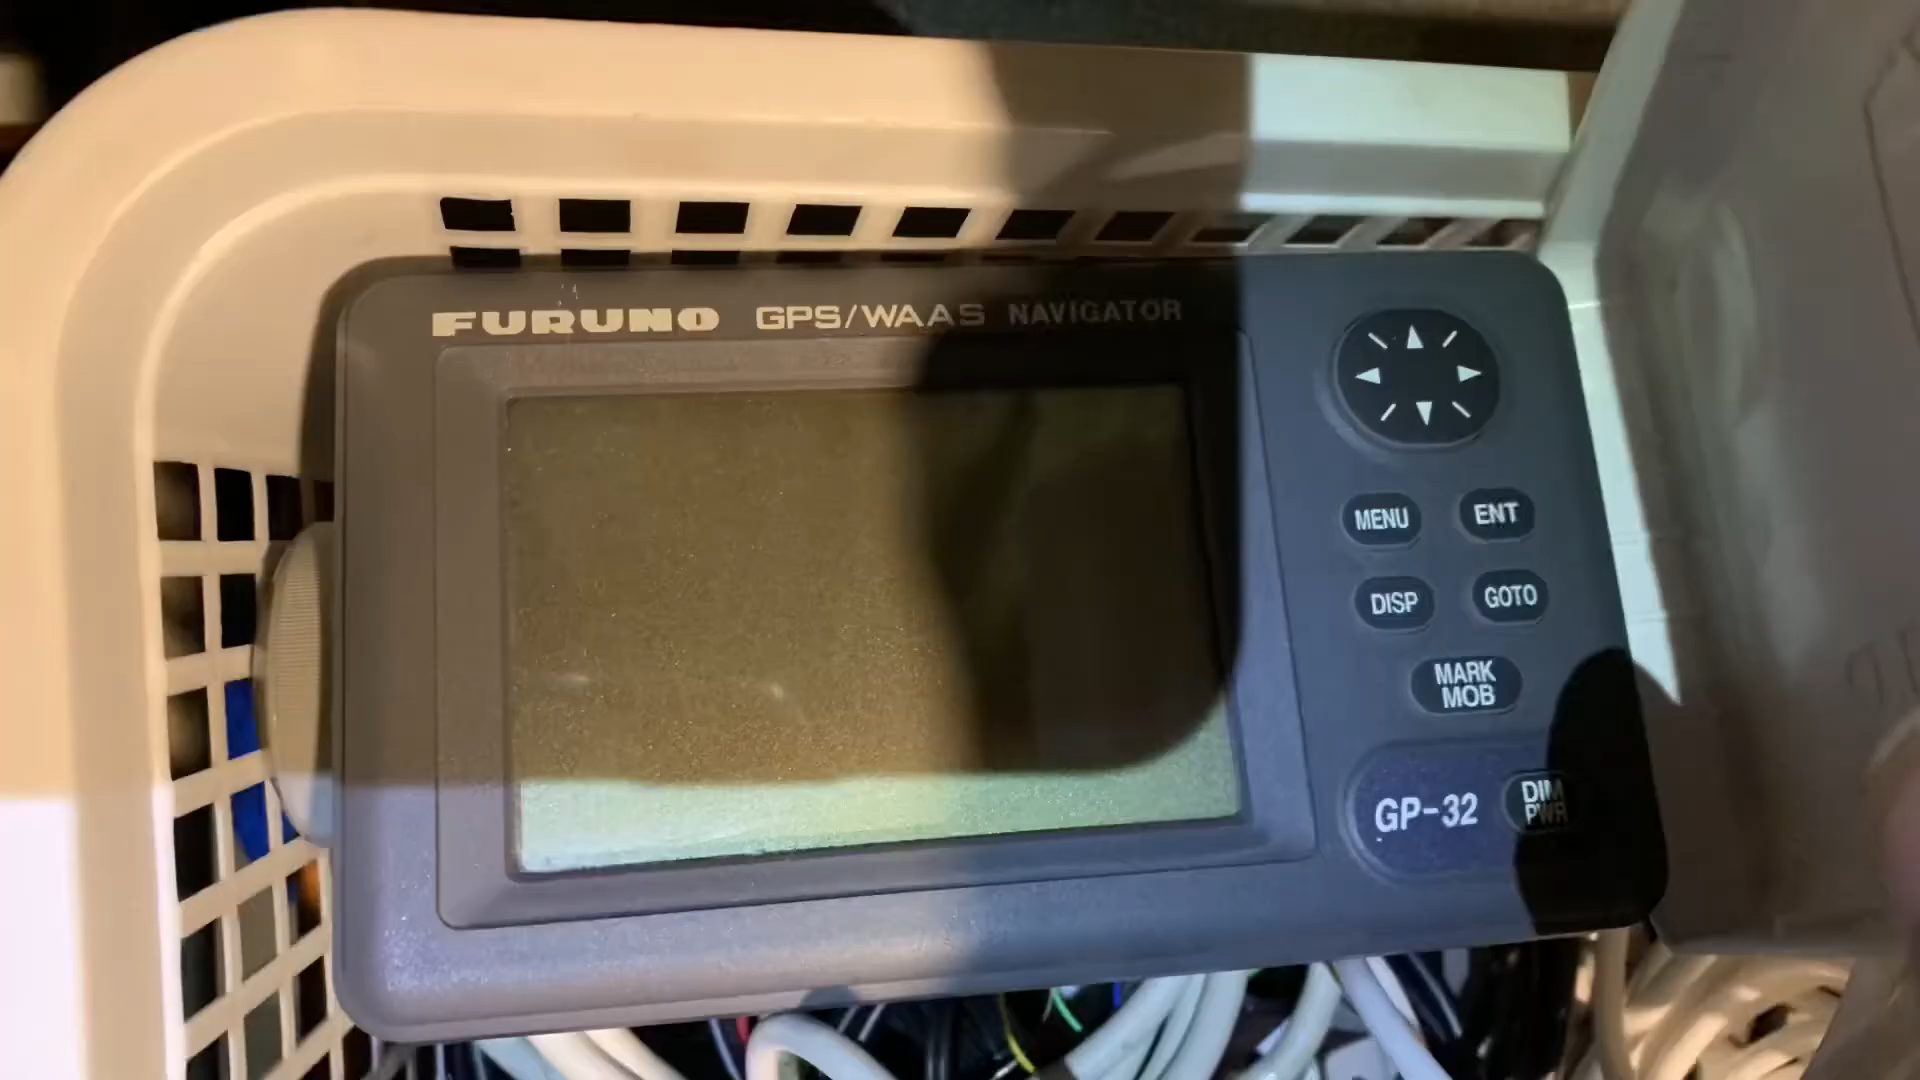 FURUNO GPS/WAAS NAVIGATOR
MENU ENT
DISP GOTO
MARK
MOB
GP-32
DIM
PWR